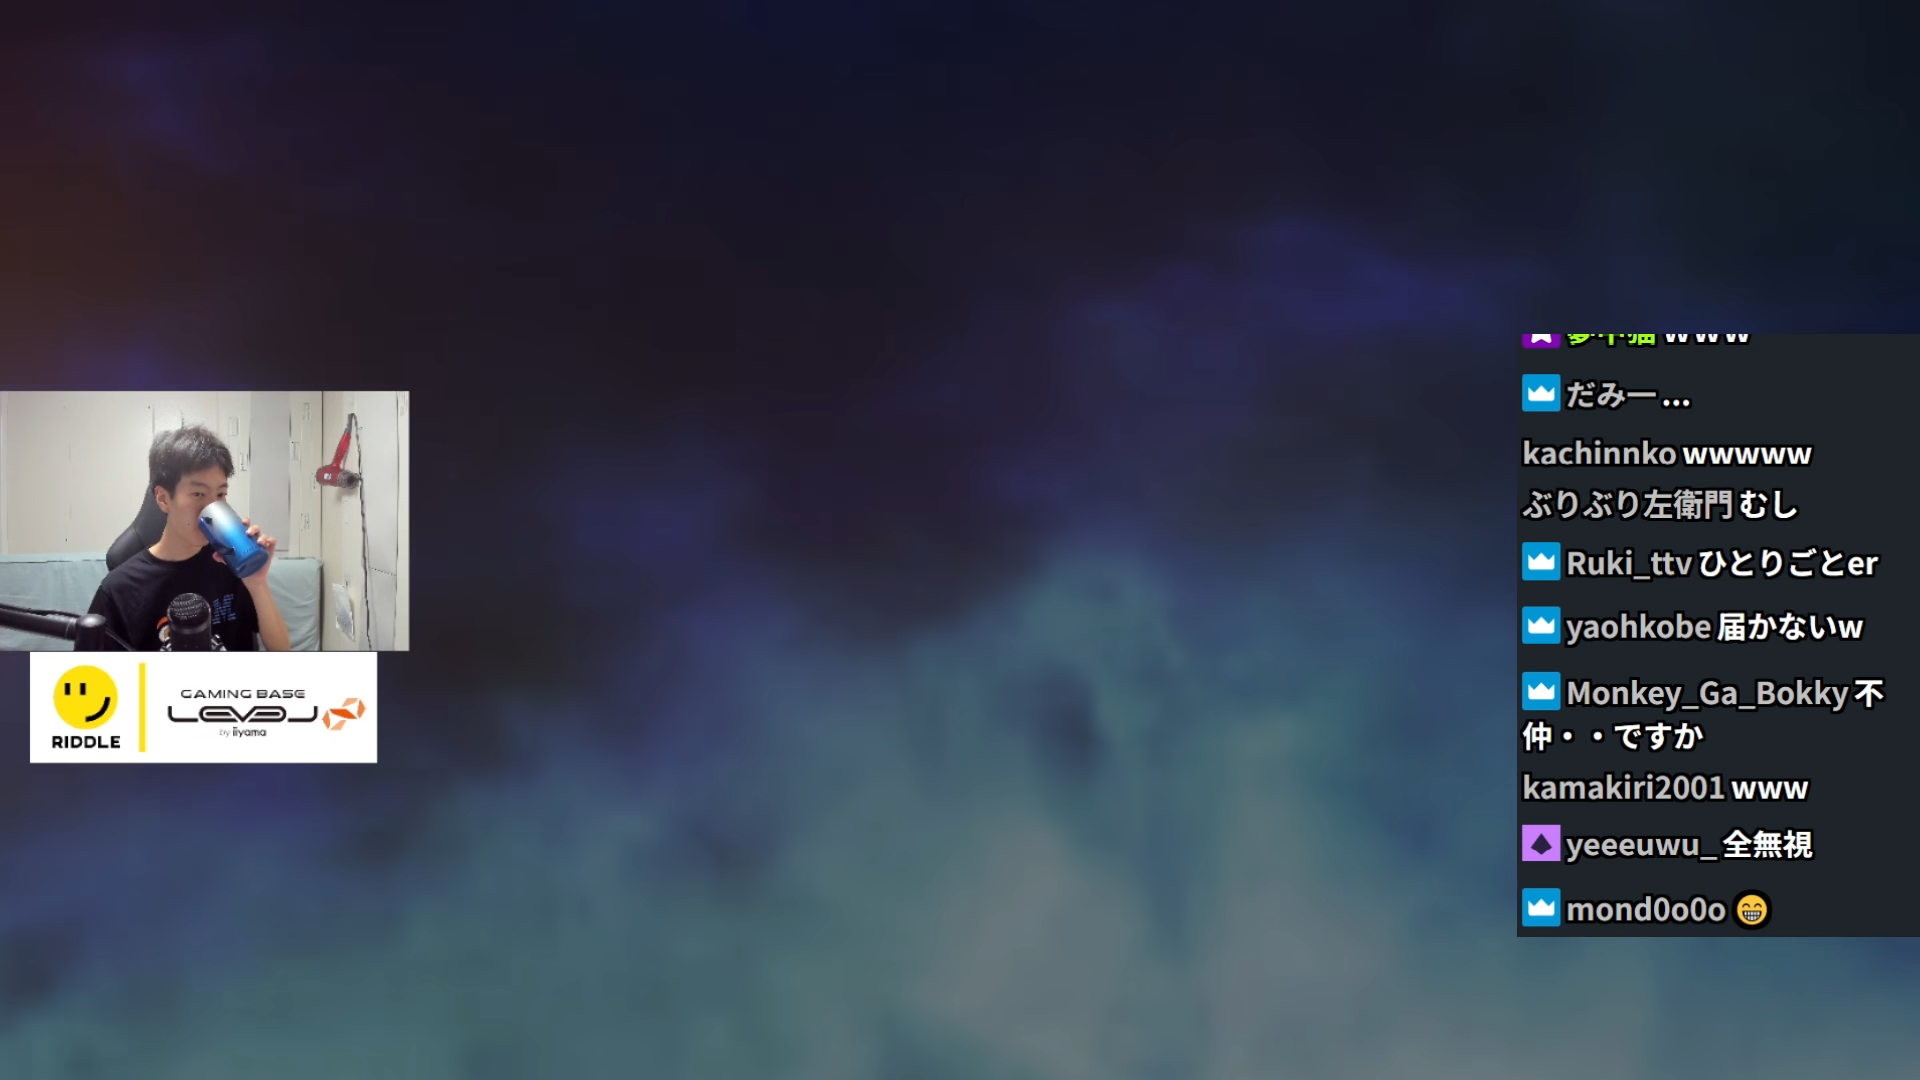 wwww
だみー...
kachinnko wwwww
ぶりぶり左衛門 むし
Ruki_ttv ひとりごとer
yaohkobe 届かないw
Monkey_Ga_Bokky 不
仲・・ですか
kamakiri2001 www
yeeeuwu_ 全無視
mond0o0o 😁
RIDDLE
GAMING BASE
LEVEL∞
by iiyama